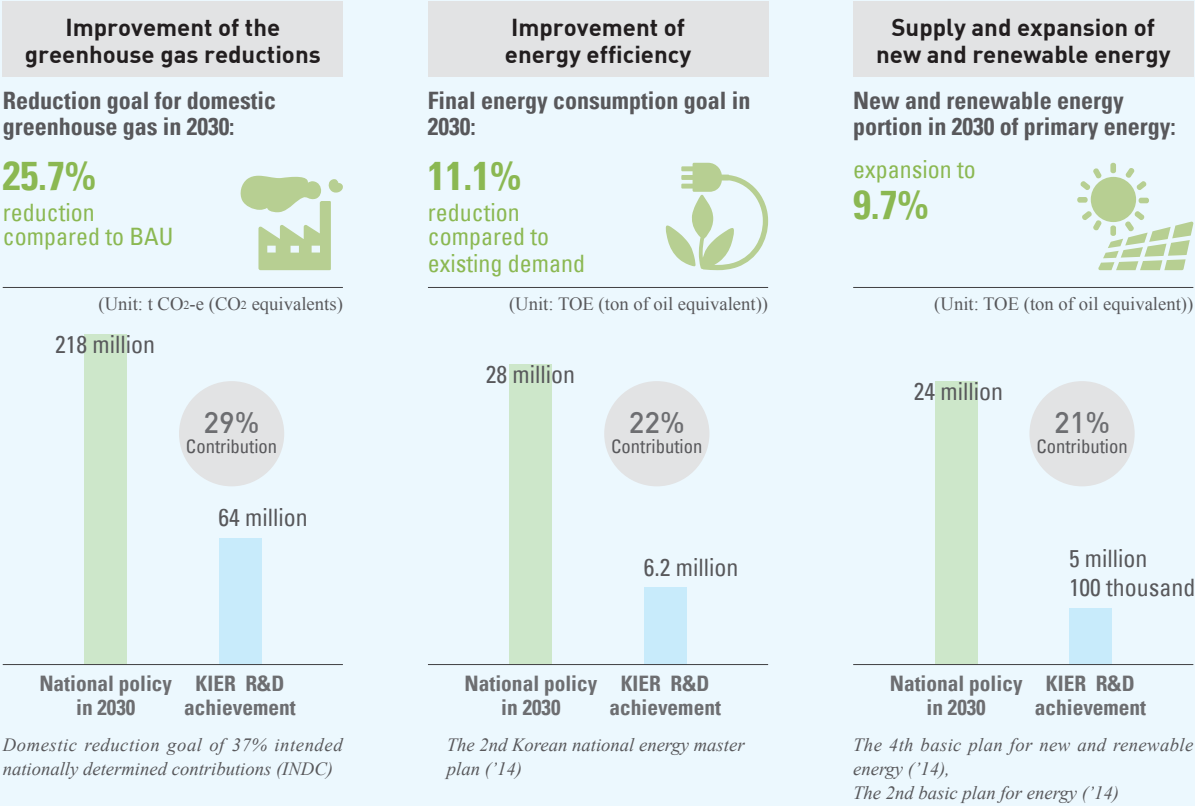 Improvement of the
greenhouse gas reductions
Reduction goal for domestic
greenhouse gas in 2030:
25.7%
reduction
compared to BAU
(Unit: t CO2-e (CO2 equivalents)
218 million
29%
Contribution
64 million
National policy
in 2030
KIER R&D
achievement
Domestic reduction goal of 37% intended
nationally determined contributions (INDC)
Improvement of
energy efficiency
Final energy consumption goal in
2030:
11.1%
reduction
compared to
existing demand
(Unit: TOE (ton of oil equivalent))
28 million
22%
Contribution
6.2 million
National policy
in 2030
KIER R&D
achievement
The 2nd Korean national energy master
plan (’14)
Supply and expansion of
new and renewable energy
New and renewable energy
portion in 2030 of primary energy:
expansion to
9.7%
(Unit: TOE (ton of oil equivalent))
24 million
21%
Contribution
5 million
100 thousand
National policy
in 2030
KIER R&D
achievement
The 4th basic plan for new and renewable
energy (’14),
The 2nd basic plan for energy (’14)